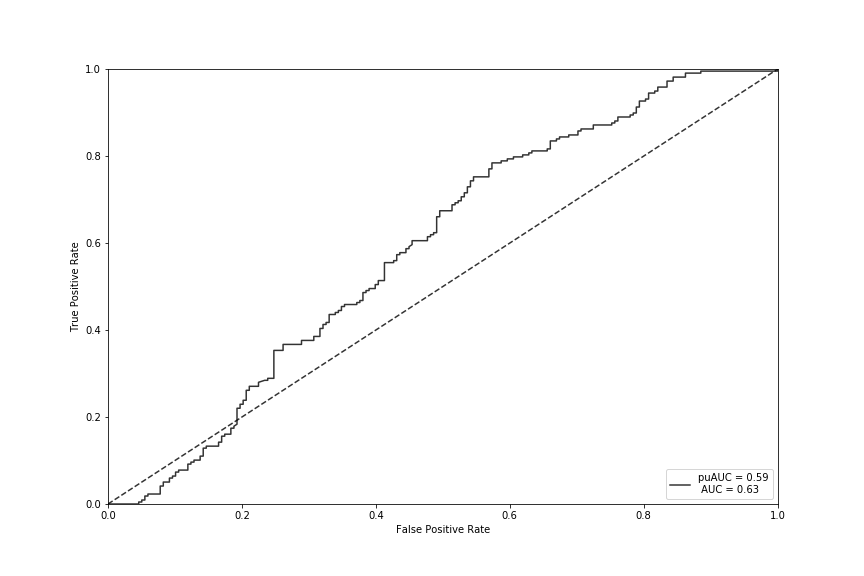 1.0
0.8
0.6
0.4
0.2
0.0
True Positive Rate
puAUC = 0.59
AUC = 0.63
0.0 0.2 0.4 0.6 0.8 1.0
False Positive Rate